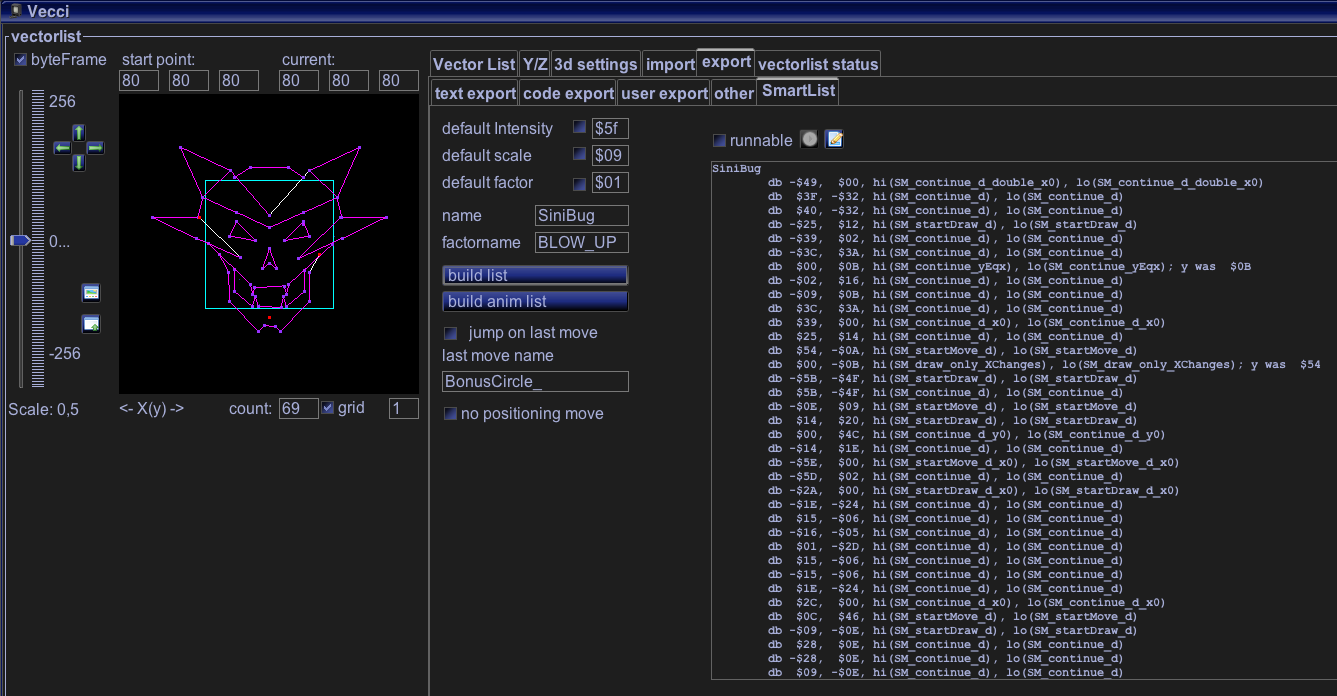 Vecci
vectorlist
byteFrame start point: current:
80 80 80 80 80 80
256
0...
-256
Scale: 0,5 <- X(y) -> count: 69 grid 1
Vector List Y/Z 3d settings import export vectorlist status
text export code export user export other SmartList
default Intensity $5f
default scale $09
default factor $01
name SiniBug
factorname BLOW_UP
build list
build anim list
jump on last move
last move name
BonusCircle_
no positioning move
runnable
SiniBug
db -$49, $00, hi(SM_continue_d_double_x0), lo(SM_continue_d_double_x0)
db $3F, -$32, hi(SM_continue_d), lo(SM_continue_d)
db $40, -$32, hi(SM_continue_d), lo(SM_continue_d)
db -$25, $12, hi(SM_startDraw_d), lo(SM_startDraw_d)
db -$39, $02, hi(SM_continue_d), lo(SM_continue_d)
db -$3C, $3A, hi(SM_continue_d), lo(SM_continue_d)
db $00, $0B, hi(SM_continue_yEqx), lo(SM_continue_yEqx); y was $0B
db -$02, $16, hi(SM_continue_d), lo(SM_continue_d)
db -$09, $0B, hi(SM_continue_d), lo(SM_continue_d)
db $3C, $3A, hi(SM_continue_d), lo(SM_continue_d)
db $39, $00, hi(SM_continue_d_x0), lo(SM_continue_d_x0)
db $25, $14, hi(SM_continue_d), lo(SM_continue_d)
db $54, -$0A, hi(SM_startMove_d), lo(SM_startMove_d)
db $00, -$0B, hi(SM_draw_only_XChanges), lo(SM_draw_only_XChanges); y was $54
db -$5B, -$4F, hi(SM_startDraw_d), lo(SM_startDraw_d)
db $5B, -$4F, hi(SM_continue_d), lo(SM_continue_d)
db -$0E, $09, hi(SM_startMove_d), lo(SM_startMove_d)
db $14, $20, hi(SM_startDraw_d), lo(SM_startDraw_d)
db $00, $4C, hi(SM_continue_d_y0), lo(SM_continue_d_y0)
db -$14, $1E, hi(SM_continue_d), lo(SM_continue_d)
db -$5E, $00, hi(SM_startMove_d_x0), lo(SM_startMove_d_x0)
db -$5D, $02, hi(SM_continue_d), lo(SM_continue_d)
db -$2A, $00, hi(SM_startDraw_d_x0), lo(SM_startDraw_d_x0)
db -$1E, -$24, hi(SM_continue_d), lo(SM_continue_d)
db $15, -$06, hi(SM_continue_d), lo(SM_continue_d)
db -$16, -$05, hi(SM_continue_d), lo(SM_continue_d)
db $01, -$2D, hi(SM_continue_d), lo(SM_continue_d)
db $15, -$06, hi(SM_continue_d), lo(SM_continue_d)
db -$15, -$06, hi(SM_continue_d), lo(SM_continue_d)
db $1E, -$24, hi(SM_continue_d), lo(SM_continue_d)
db $2C, $00, hi(SM_continue_d_x0), lo(SM_continue_d_x0)
db $0C, $46, hi(SM_startMove_d), lo(SM_startMove_d)
db -$09, -$0E, hi(SM_startDraw_d), lo(SM_startDraw_d)
db $28, $0E, hi(SM_continue_d), lo(SM_continue_d)
db -$28, $0E, hi(SM_continue_d), lo(SM_continue_d)
db $09, -$0E, hi(SM_continue_d), lo(SM_continue_d)